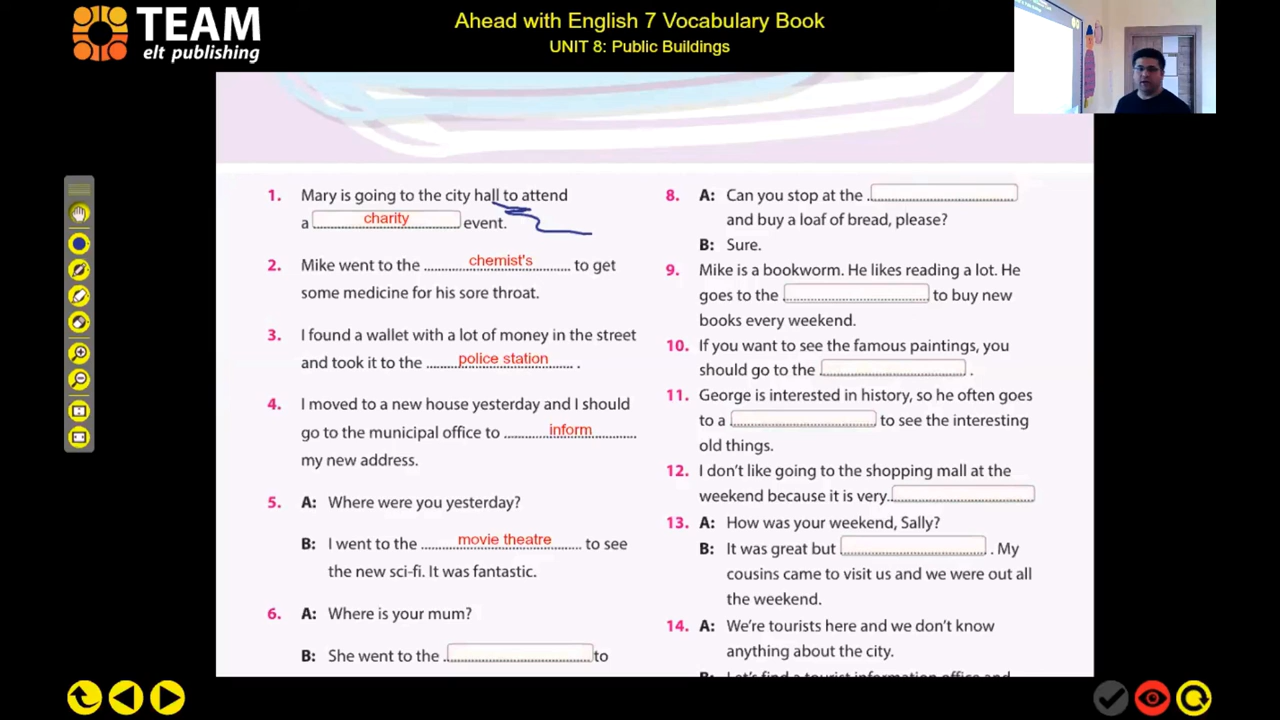 TEAM
elt publishing
Ahead with English 7 Vocabulary Book
UNIT 8: Public Buildings
1. Mary is going to the city hall to attend
a charity event.
2. Mike went to the chemist's to get
some medicine for his sore throat.
3. I found a wallet with a lot of money in the street
and took it to the police station .
4. I moved to a new house yesterday and I should
go to the municipal office to inform
my new address.
5. A: Where were you yesterday?
B: I went to the movie theatre to see
the new sci-fi. It was fantastic.
6. A: Where is your mum?
B: She went to the to
8. A: Can you stop at the
and buy a loaf of bread, please?
B: Sure.
9. Mike is a bookworm. He likes reading a lot. He
goes to the to buy new
books every weekend.
10. If you want to see the famous paintings, you
should go to the .
11. George is interested in history, so he often goes
to a to see the interesting
old things.
12. I don't like going to the shopping mall at the
weekend because it is very
13. A: How was your weekend, Sally?
B: It was great but . My
cousins came to visit us and we were out all
the weekend.
14. A: We're tourists here and we don't know
anything about the city.
B: Let's find a tourist information office and